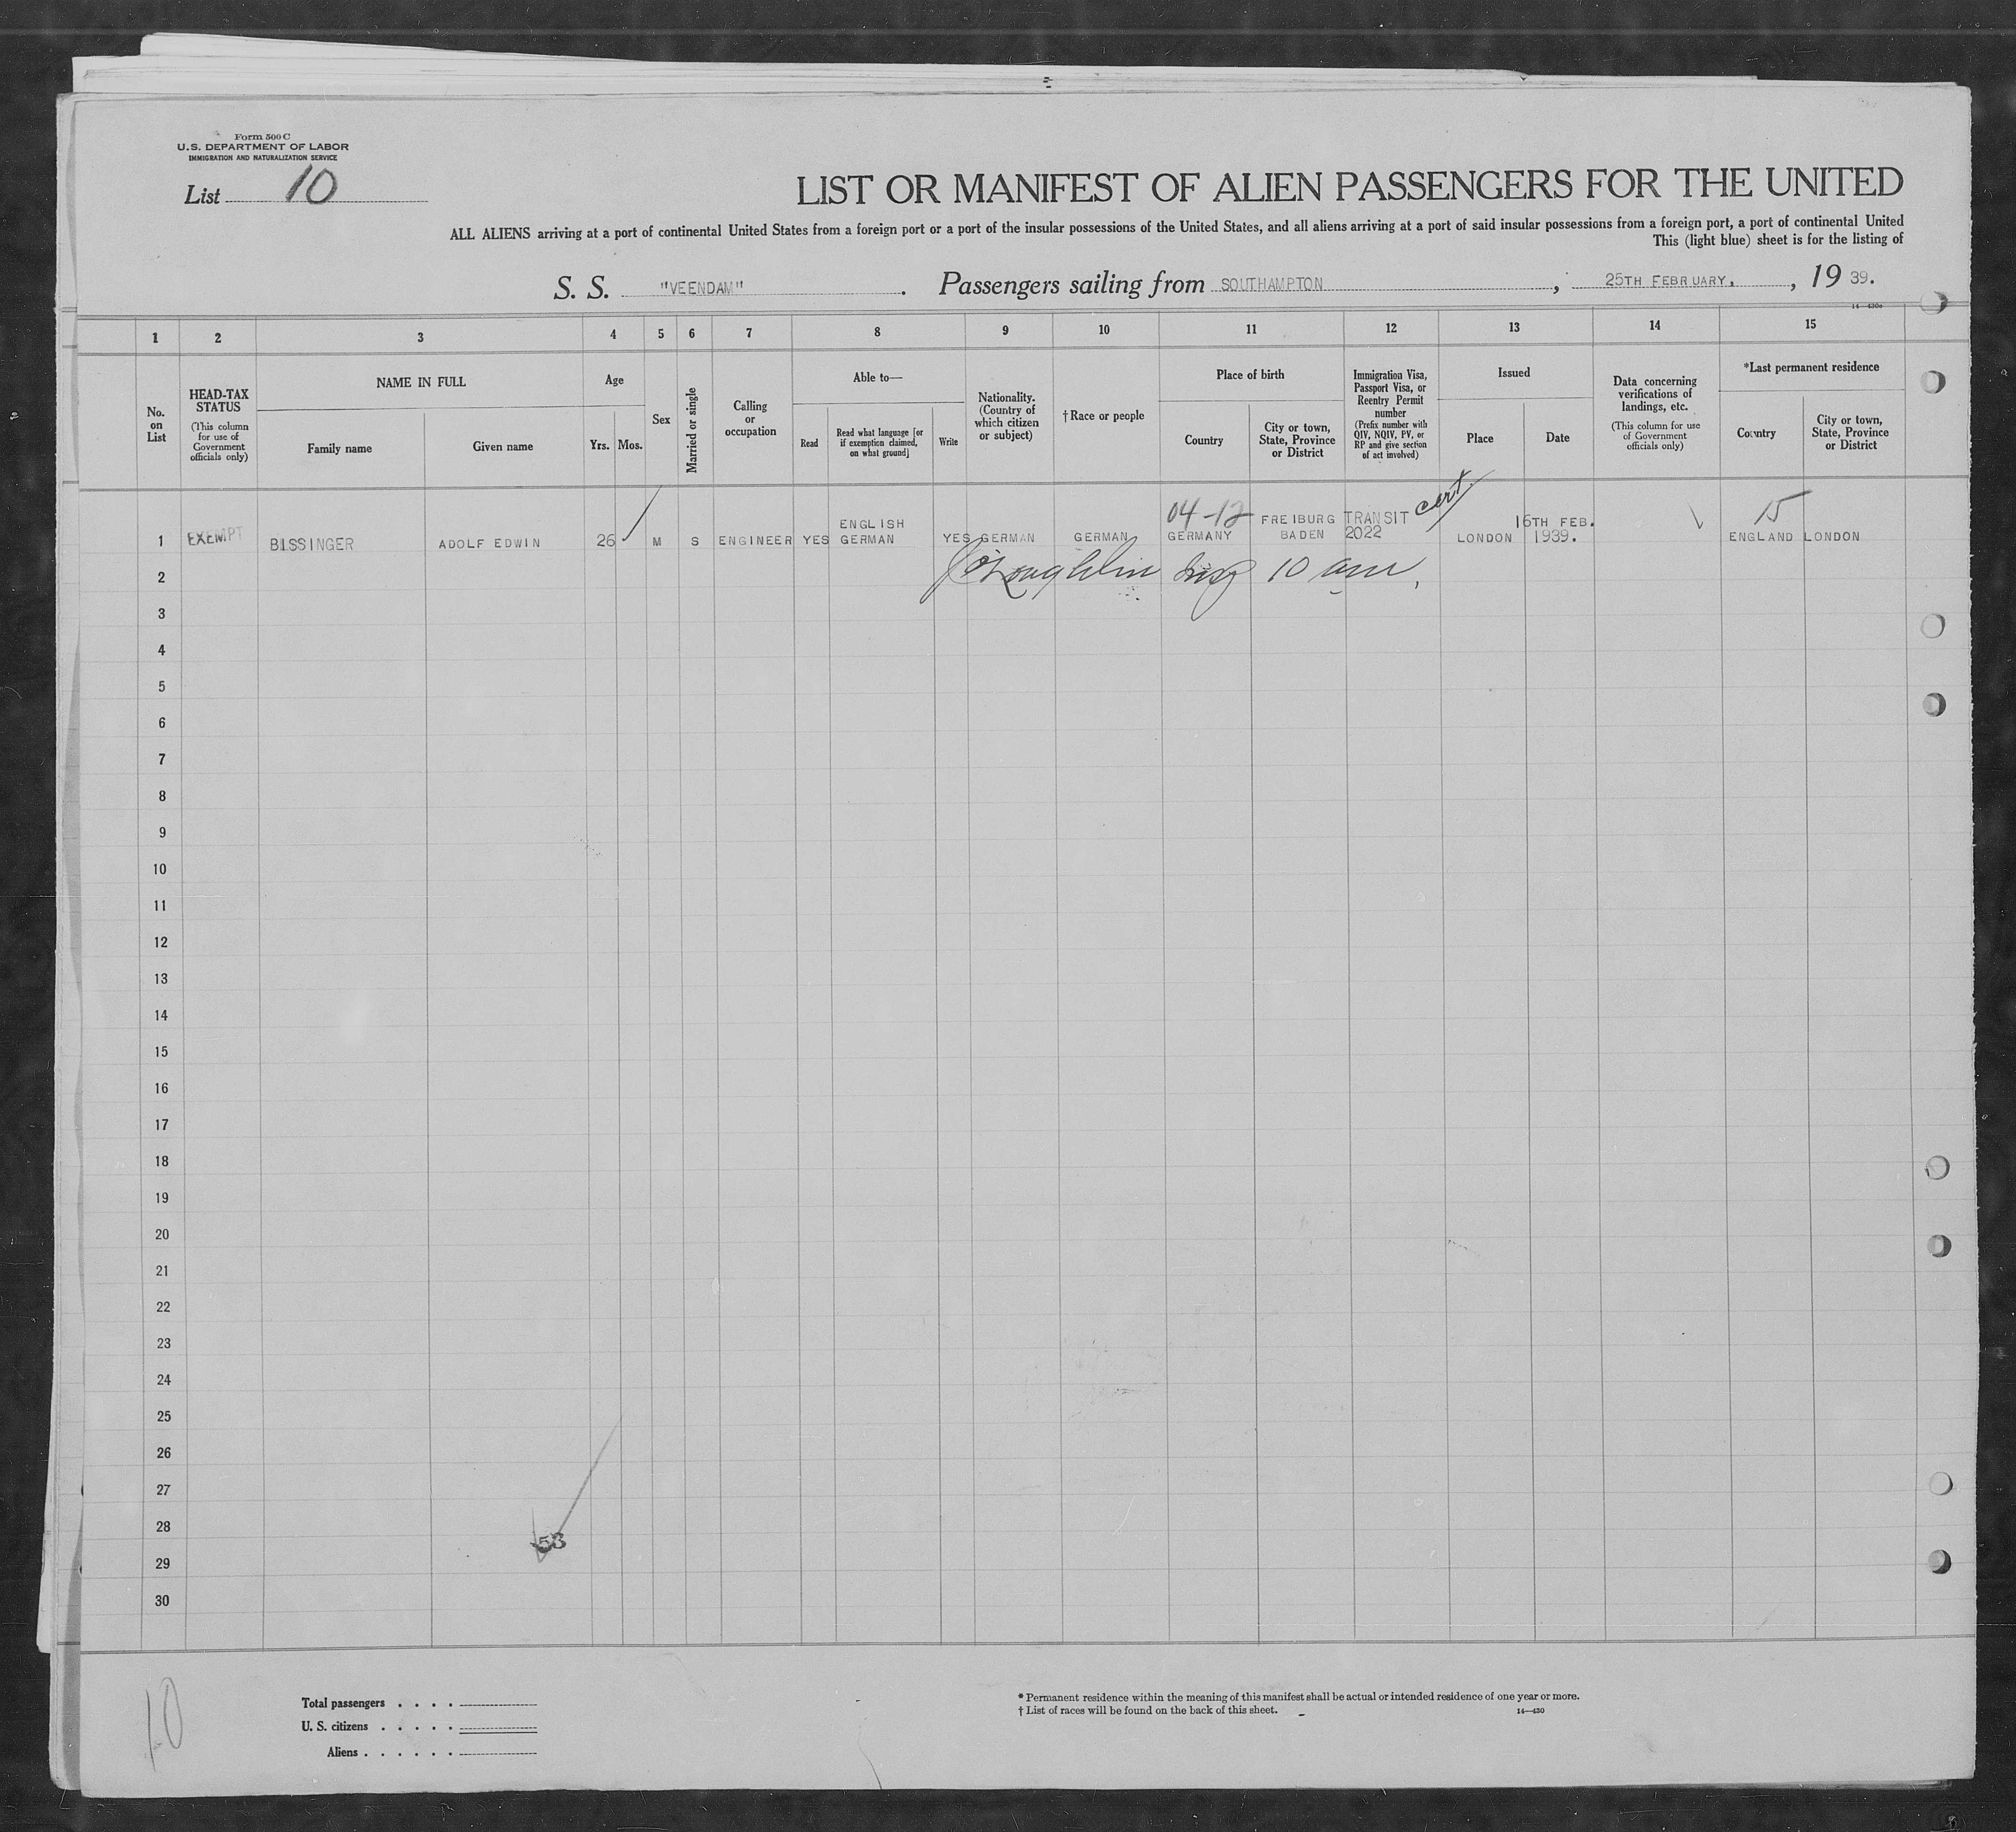 Form 500 C
U.S. DEPARTMENT OF LABOR
IMMIGRATION AND NATURALIZATION SERVICE
List 10
LIST OR MANIFEST OF ALIEN PASSENGERS FOR THE UNITED
ALL ALIENS arriving at a port of continental United States from a foreign port or a port of the insular possessions of the United States, and all aliens arriving at a port of said insular possessions from a foreign port, a port of continental United
This (light blue) sheet is for the listing of
S. S. "VEENDAM". Passengers sailing from SOUTHAMPTON, 25TH FEBRUARY., 19 39.
1 2 3 4 5 6 7 8 9 10 11 12 13 14 15
No. on List
HEAD-TAX STATUS
(This column for use of Government officials only)
NAME IN FULL
Family name
Given name
Age
Yrs. Mos.
Sex
Married or single
Calling or occupation
Able to—
Read
Read what language [or if exemption claimed, on what ground]
Write
Nationality. (Country of which citizen or subject)
†Race or people
Place of birth
Country
City or town, State, Province or District
Immigration Visa, Passport Visa, or Reentry Permit number
(Prefix number with QIV, NQIV, PV, or RP and give section of act involved)
Issued
Place
Date
Data concerning verifications of landings, etc.
(This column for use of Government officials only)
*Last permanent residence
Country
City or town, State, Province or District
04-12 cert. 15
ENGLISH FREIBURG TRANSIT 16TH FEB.
1 EXEMPT BISSINGER ADOLF EDWIN 26 M S ENGINEER YES GERMAN YES GERMAN GERMAN GERMANY BADEN 2022 LONDON 1939. ENGLAND LONDON
2 O'Loughlin Insp 10 am,
3
4
5
6
7
8
9
10
11
12
13
14
15
16
17
18
19
20
21
22
23
24
25
26
27
28
53
29
30
10
Total passengers . . . .
U. S. citizens . . . . .
Aliens . . . . . .
* Permanent residence within the meaning of this manifest shall be actual or intended residence of one year or more.
† List of races will be found on the back of this sheet.
14—430